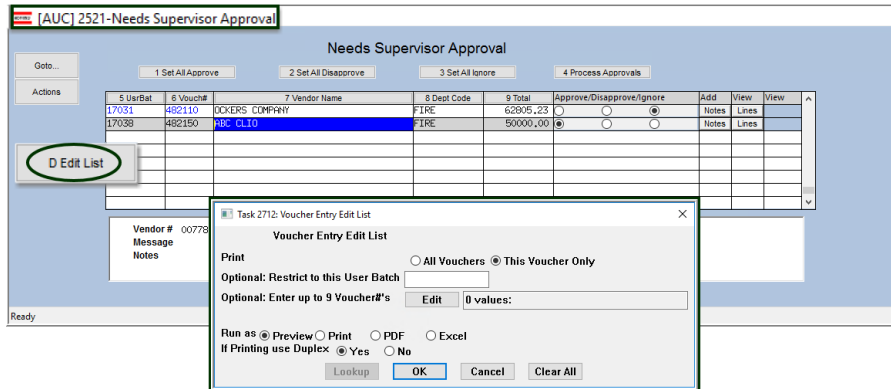 [AUC] 2521-Needs Supervisor Approval
Needs Supervisor Approval
Goto...
1 Set All Approve 2 Set All Disapprove 3 Set All Ignore 4 Process Approvals
Actions
5 UsrBat 6 Vouch# 7 Vendor Name 8 Dept Code 9 Total Approve/Disapprove/Ignore Add View View
17031 482110 OCKERS COMPANY FIRE 62805.23 Notes Lines
17038 482150 ABC CLIO FIRE 50000.00 Notes Lines
D Edit List
Vendor # 00778
Message
Notes
Task 2712: Voucher Entry Edit List
Voucher Entry Edit List
Print All Vouchers This Voucher Only
Optional: Restrict to this User Batch
Optional: Enter up to 9 Voucher#'s Edit 0 values:
Run as Preview Print PDF Excel
If Printing use Duplex Yes No
Lookup OK Cancel Clear All
Ready